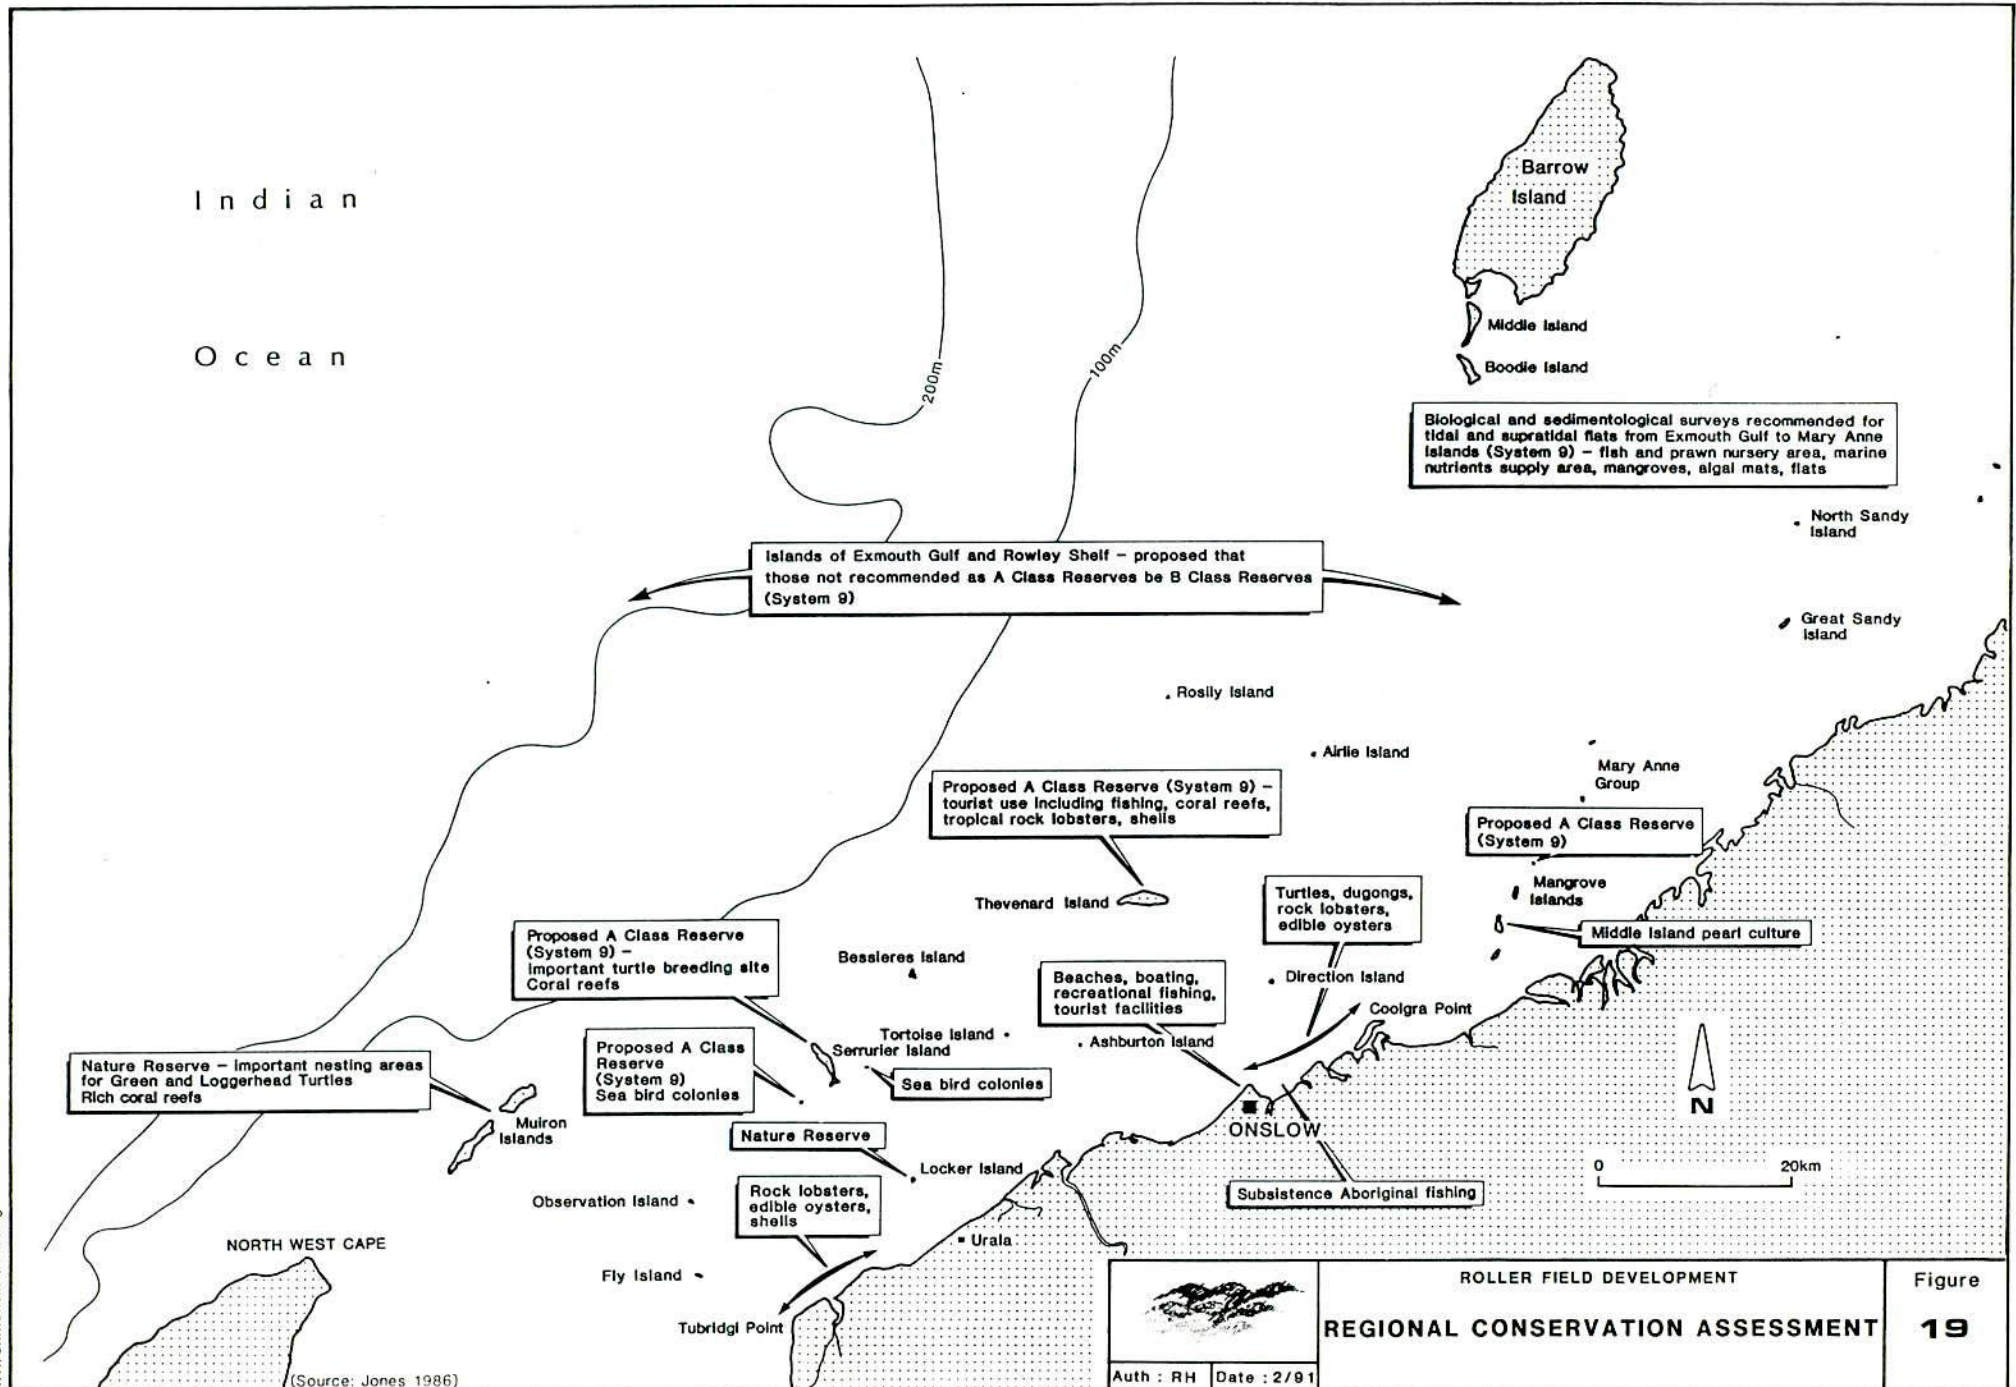 Indian
Ocean
200m
100m
Barrow
Island
Middle Island
Boodie Island
Biological and sedimentological surveys recommended for
tidal and supratidal flats from Exmouth Gulf to Mary Anne
Islands (System 9) – fish and prawn nursery area, marine
nutrients supply area, mangroves, algal mats, flats
North Sandy
Island
Islands of Exmouth Gulf and Rowley Shelf – proposed that
those not recommended as A Class Reserves be B Class Reserves
(System 9)
Great Sandy
Island
Rosily Island
Airlie Island
Mary Anne
Group
Proposed A Class Reserve (System 9) –
tourist use including fishing, coral reefs,
tropical rock lobsters, shells
Proposed A Class Reserve
(System 9)
Thevenard Island
Turtles, dugongs,
rock lobsters,
edible oysters
Mangrove
Islands
Middle Island pearl culture
Proposed A Class Reserve
(System 9) –
important turtle breeding site
Coral reefs
Bessieres Island
Beaches, boating,
recreational fishing,
tourist facilities
Direction Island
Coolgra Point
Tortoise Island
Serrurier Island
Ashburton Island
Nature Reserve – Important nesting areas
for Green and Loggerhead Turtles
Rich coral reefs
Proposed A Class
Reserve
(System 9)
Sea bird colonies
Sea bird colonies
Muiron
Islands
Nature Reserve
ONSLOW
N
Locker Island
0 20km
Observation Island
Rock lobsters,
edible oysters,
shells
Subsistence Aboriginal fishing
NORTH WEST CAPE
Urala
Fly Island
Tubridgi Point
(Source: Jones 1986)
ROLLER FIELD DEVELOPMENT
REGIONAL CONSERVATION ASSESSMENT
Figure
19
Auth : RH Date : 2/91